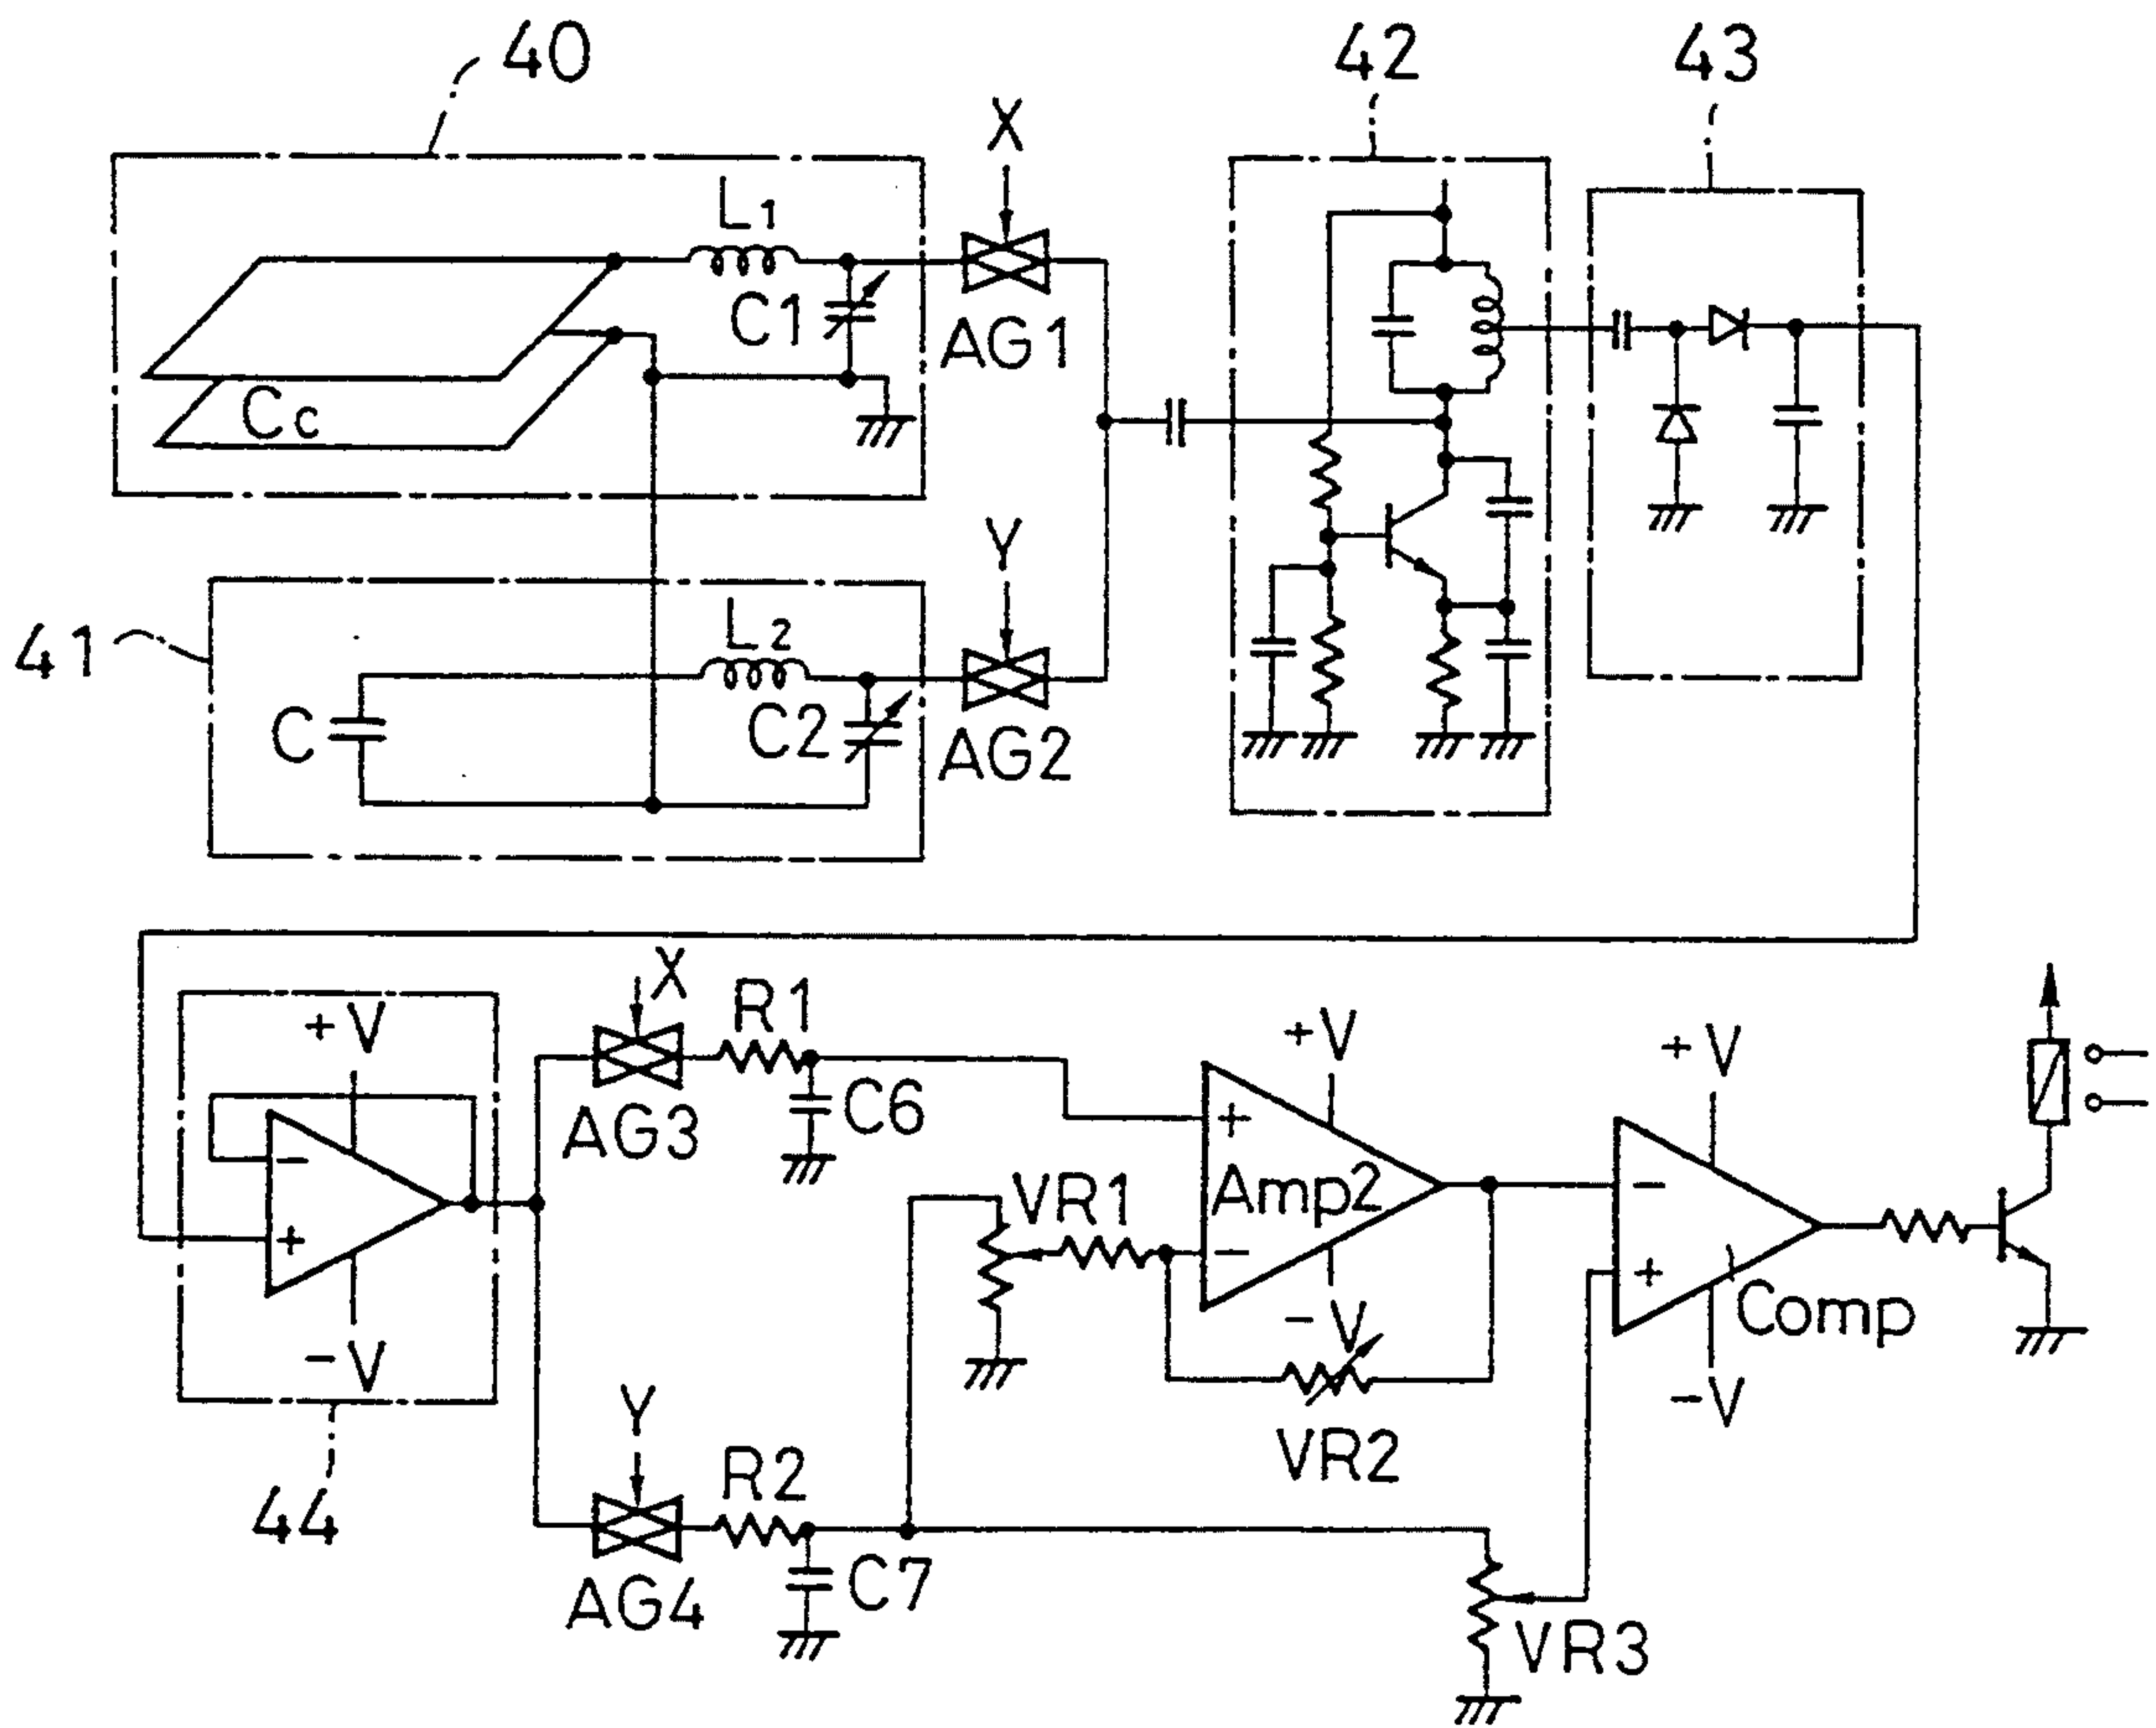 40
42
43
X
L1
C1
AG1
Cc
Y
41
L2
C
C2
AG2
X
R1
+V
+V
+V
C6
AG3
−
+
VR1
Amp2
−
−
+
+
Comp
−V
−V
−V
Y
VR2
R2
44
C7
AG4
VR3